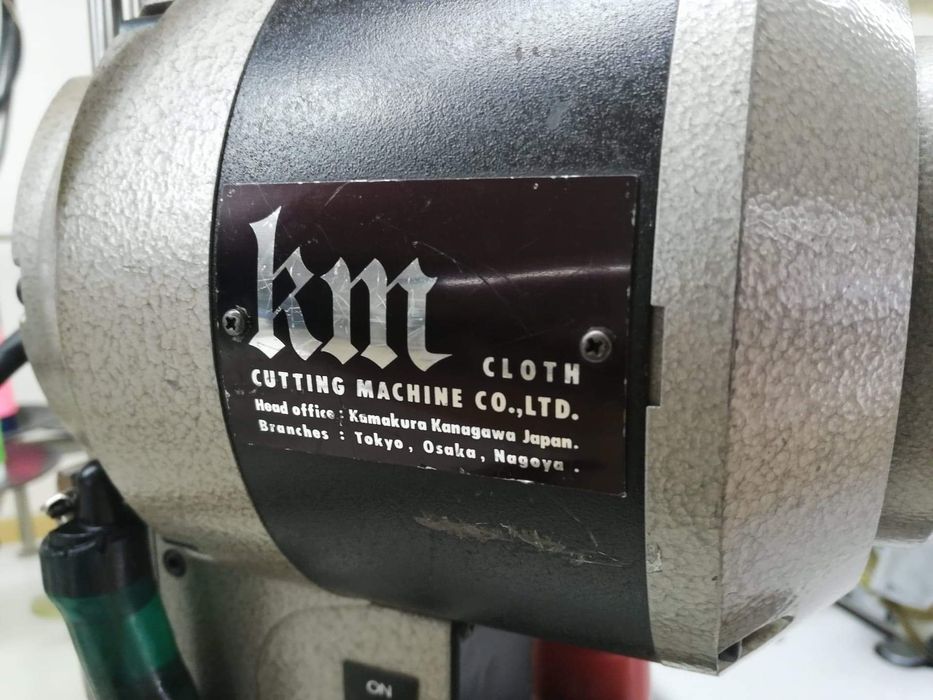 km
CLOTH
CUTTING MACHINE CO.,LTD.
Head office : Kamakura Kanagawa Japan.
Branches : Tokyo , Osaka , Nagoya .
ON